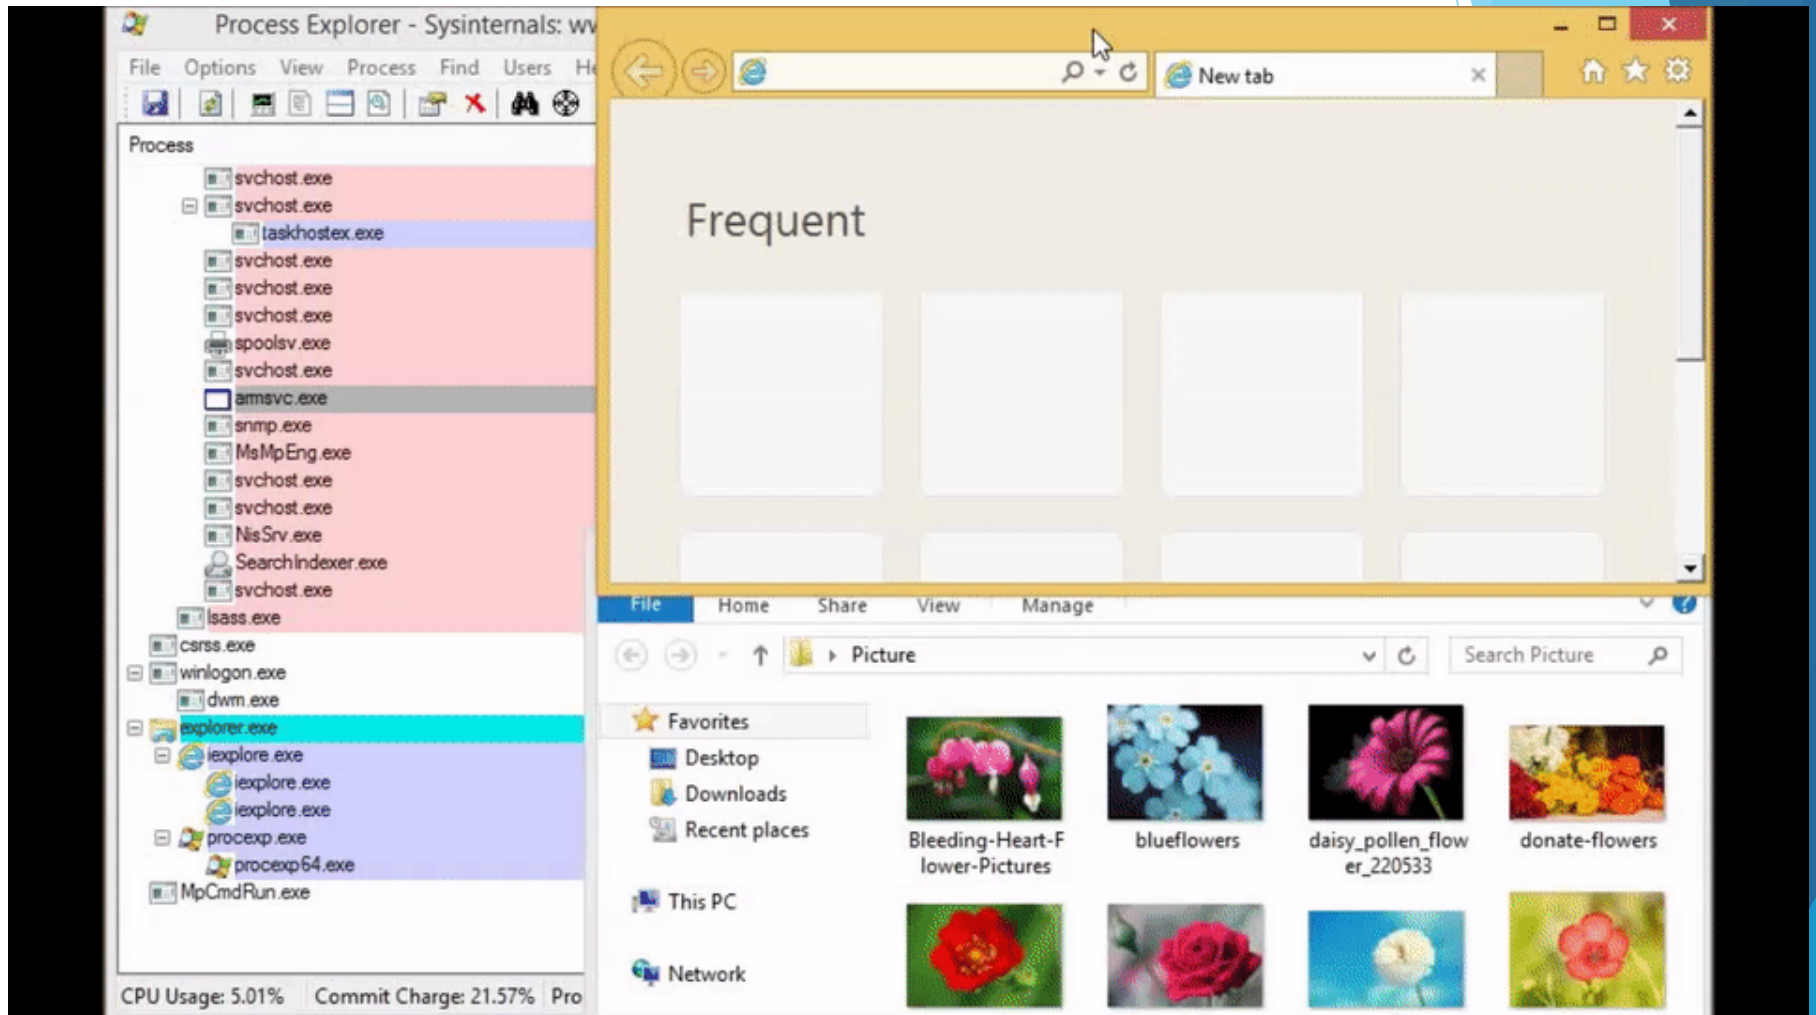 Process Explorer - Sysinternals: ww
File Options View Process Find Users He
Process
svchost.exe
svchost.exe
taskhostex.exe
svchost.exe
svchost.exe
svchost.exe
spoolsv.exe
svchost.exe
armsvc.exe
snmp.exe
MsMpEng.exe
svchost.exe
svchost.exe
NisSrv.exe
SearchIndexer.exe
svchost.exe
lsass.exe
csrss.exe
winlogon.exe
dwm.exe
explorer.exe
iexplore.exe
iexplore.exe
iexplore.exe
procexp.exe
procexp64.exe
MpCmdRun.exe
CPU Usage: 5.01% Commit Charge: 21.57% Pro
New tab
Frequent
File Home Share View Manage
Picture
Search Picture
Favorites
Desktop
Downloads
Recent places
This PC
Network
Bleeding-Heart-F
lower-Pictures
blueflowers
daisy_pollen_flow
er_220533
donate-flowers